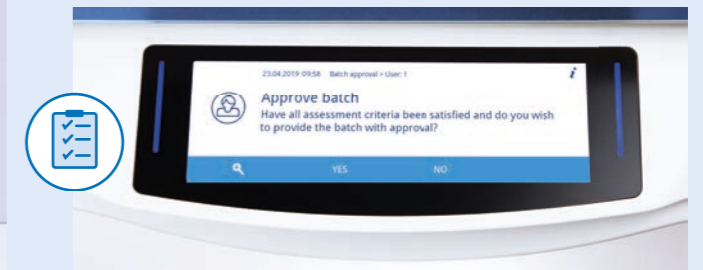 23.04.2019 09:58 Batch approval > User: 1
i
Approve batch
Have all assessment criteria been satisfied and do you wish
to provide the batch with approval?
YES NO